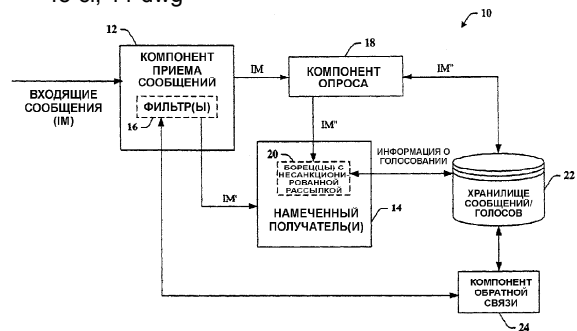 10
12
КОМПОНЕНТ
ПРИЕМА
СООБЩЕНИЙ
ФИЛЬТР(Ы)
16
ВХОДЯЩИЕ
СООБЩЕНИЯ
(IM)
IM
18
КОМПОНЕНТ
ОПРОСА
IM"
IM"
IM'
20
БОРЕЦ(ЦЫ) С
НЕСАНКЦИОНИ-
РОВАННОЙ
РАССЫЛКОЙ
НАМЕЧЕННЫЙ
ПОЛУЧАТЕЛЬ(И)
14
ИНФОРМАЦИЯ О
ГОЛОСОВАНИИ
ХРАНИЛИЩЕ
СООБЩЕНИЙ/
ГОЛОСОВ
22
КОМПОНЕНТ
ОБРАТНОЙ
СВЯЗИ
24